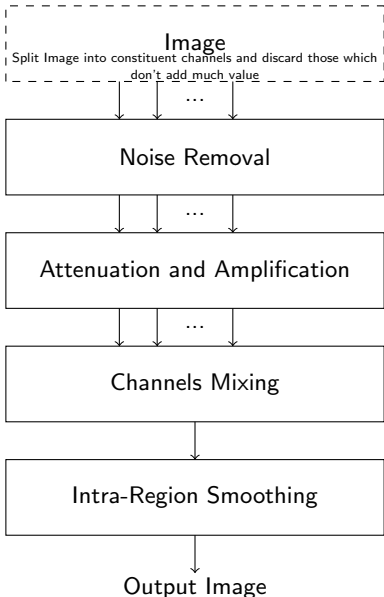 Image
Split Image into constituent channels and discard those which
don't add much value
...
Noise Removal
...
Attenuation and Amplification
...
Channels Mixing
Intra-Region Smoothing
Output Image